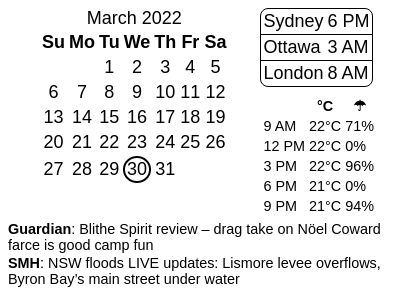 March 2022
Su Mo Tu We Th Fr Sa
1 2 3 4 5
6 7 8 9 10 11 12
13 14 15 16 17 18 19
20 21 22 23 24 25 26
27 28 29 30 31
Sydney 6 PM
Ottawa 3 AM
London 8 AM
°C ☂
9 AM 22°C 71%
12 PM 22°C 0%
3 PM 22°C 96%
6 PM 21°C 0%
9 PM 21°C 94%
Guardian: Blithe Spirit review – drag take on Nöel Coward
farce is good camp fun
SMH: NSW floods LIVE updates: Lismore levee overflows,
Byron Bay’s main street under water